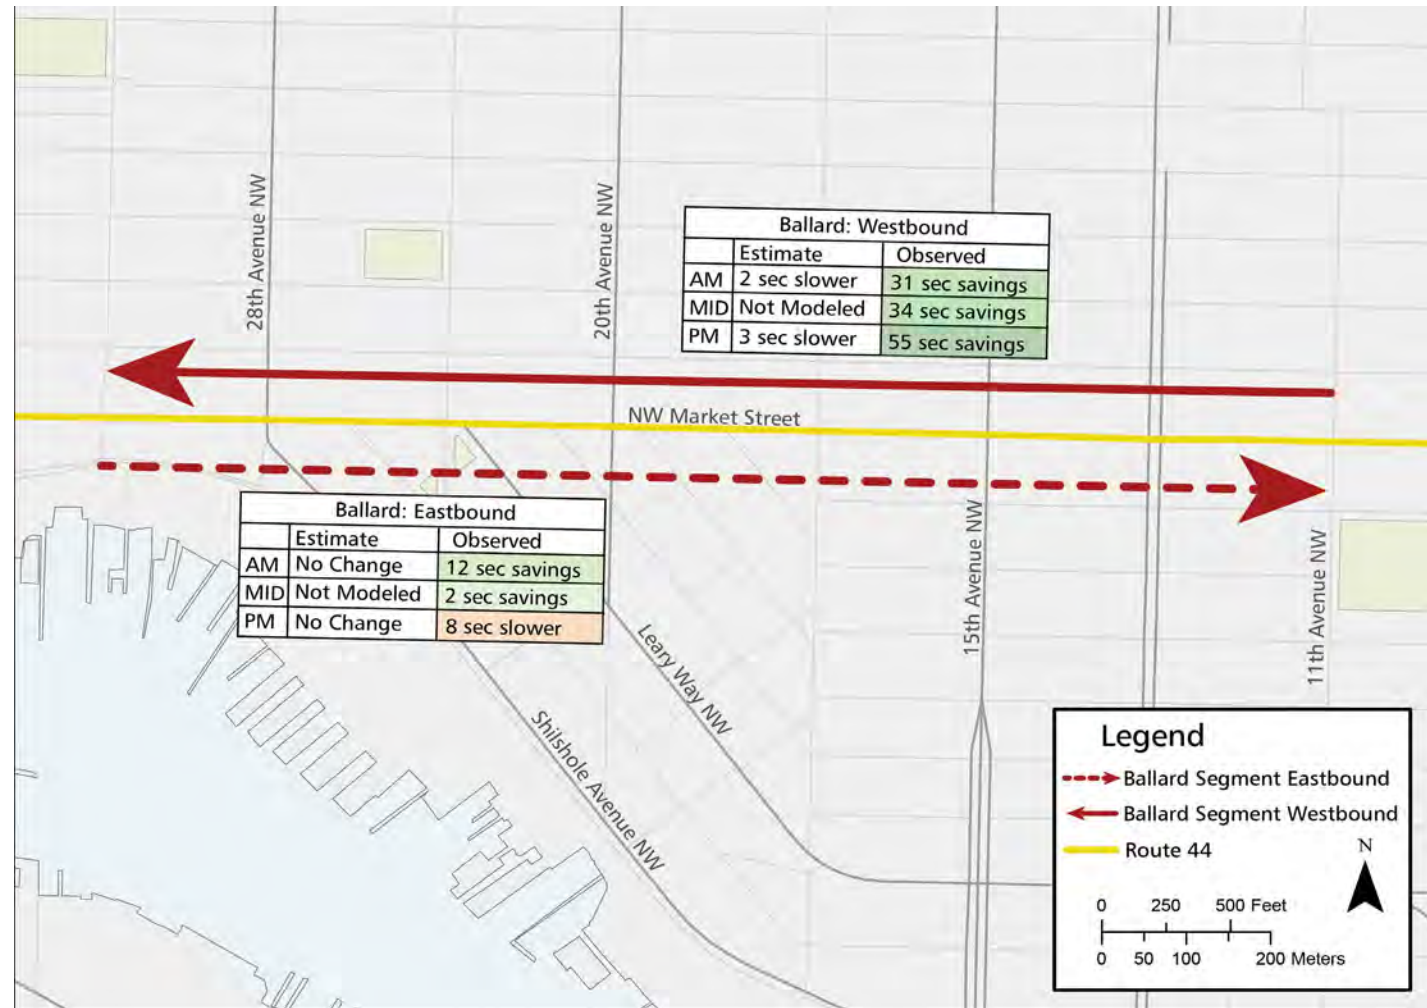 28th Avenue NW
20th Avenue NW
Ballard: Westbound
Estimate Observed
AM 2 sec slower 31 sec savings
MID Not Modeled 34 sec savings
PM 3 sec slower 55 sec savings
NW Market Street
Ballard: Eastbound
Estimate Observed
AM No Change 12 sec savings
MID Not Modeled 2 sec savings
PM No Change 8 sec slower
15th Avenue NW
11th Avenue NW
Leary Way NW
Shilshole Avenue NW
Legend
Ballard Segment Eastbound
Ballard Segment Westbound
Route 44
N
0 250 500 Feet
0 50 100 200 Meters